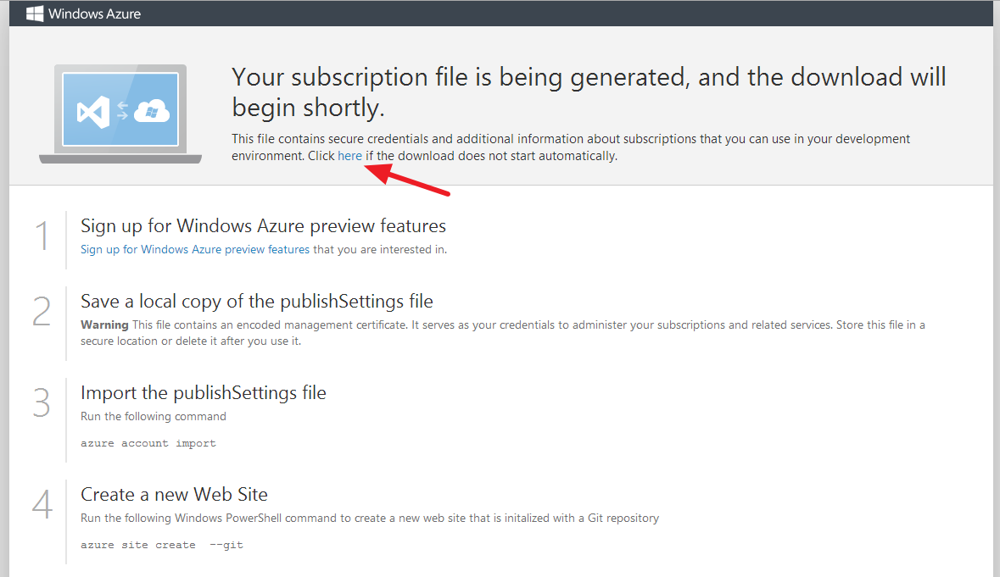 Windows Azure
Your subscription file is being generated, and the download will
begin shortly.
This file contains secure credentials and additional information about subscriptions that you can use in your development
environment. Click here if the download does not start automatically.
1
Sign up for Windows Azure preview features
Sign up for Windows Azure preview features that you are interested in.
2
Save a local copy of the publishSettings file
Warning This file contains an encoded management certificate. It serves as your credentials to administer your subscriptions and related services. Store this file in a
secure location or delete it after you use it.
3
Import the publishSettings file
Run the following command
azure account import
4
Create a new Web Site
Run the following Windows PowerShell command to create a new web site that is initalized with a Git repository
azure site create  --git